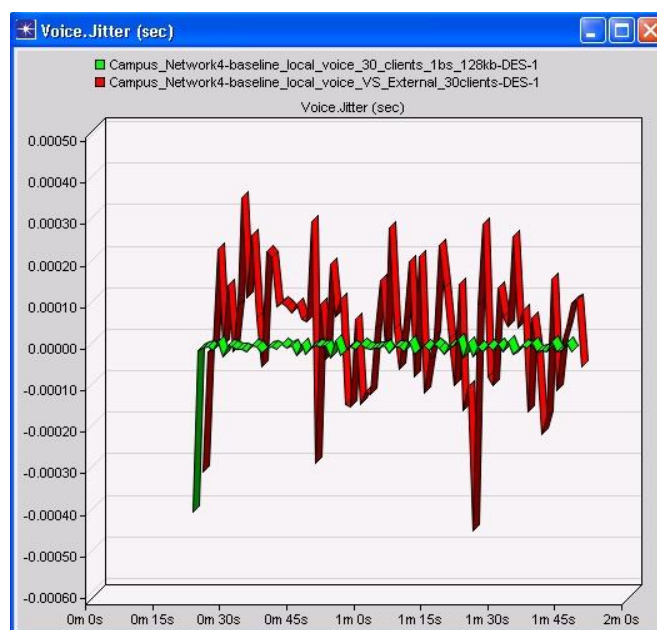 Voice.Jitter (sec)
Campus_Network4-baseline_local_voice_30_clients_1bs_128kb-DES-1
Campus_Network4-baseline_local_voice_VS_External_30clients-DES-1
Voice.Jitter (sec)
0.00050
0.00040
0.00030
0.00020
0.00010
0.00000
-0.00010
-0.00020
-0.00030
-0.00040
-0.00050
-0.00060
0m 0s 0m 15s 0m 30s 0m 45s 1m 0s 1m 15s 1m 30s 1m 45s 2m 0s